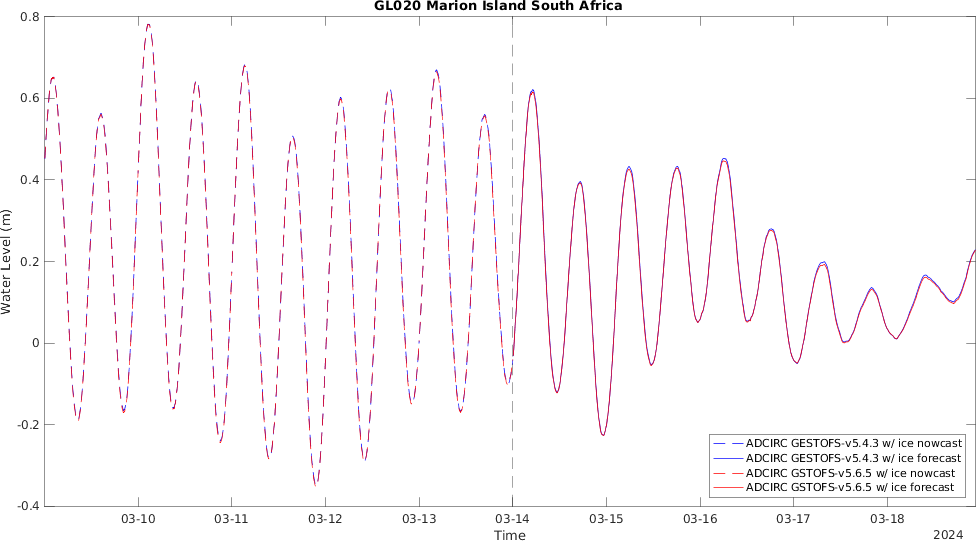 GL020 Marion Island South Africa
Water Level (m)
0.8
0.6
0.4
0.2
0
-0.2
-0.4
ADCIRC GESTOFS-v5.4.3 w/ ice nowcast
ADCIRC GESTOFS-v5.4.3 w/ ice forecast
ADCIRC GSTOFS-v5.6.5 w/ ice nowcast
ADCIRC GSTOFS-v5.6.5 w/ ice forecast
03-10 03-11 03-12 03-13 03-14 03-15 03-16 03-17 03-18
Time
2024